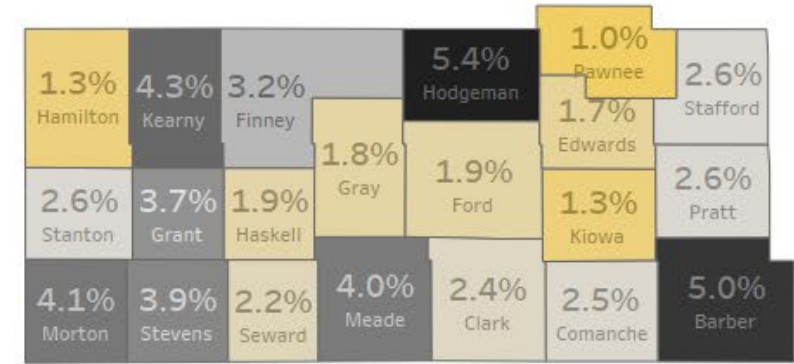 1.0%
Pawnee
5.4%
Hodgeman
1.3%
Hamilton
4.3%
Kearny
3.2%
Finney
2.6%
Stafford
1.7%
Edwards
1.8%
Gray
1.9%
Ford
2.6%
Stanton
3.7%
Grant
1.9%
Haskell
1.3%
Kiowa
2.6%
Pratt
4.1%
Morton
3.9%
Stevens
2.2%
Seward
4.0%
Meade
2.4%
Clark
2.5%
Comanche
5.0%
Barber